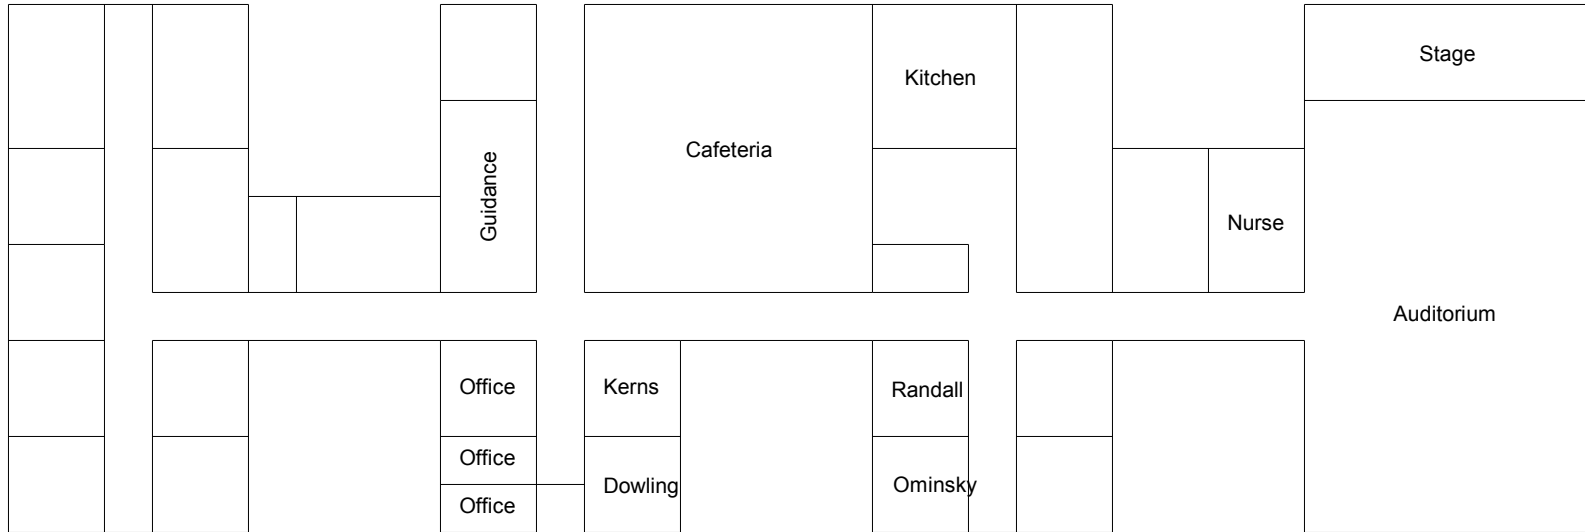 Stage
Kitchen
Cafeteria
Guidance
Nurse
Auditorium
Office
Kerns
Randall
Office
Dowling
Ominsky
Office